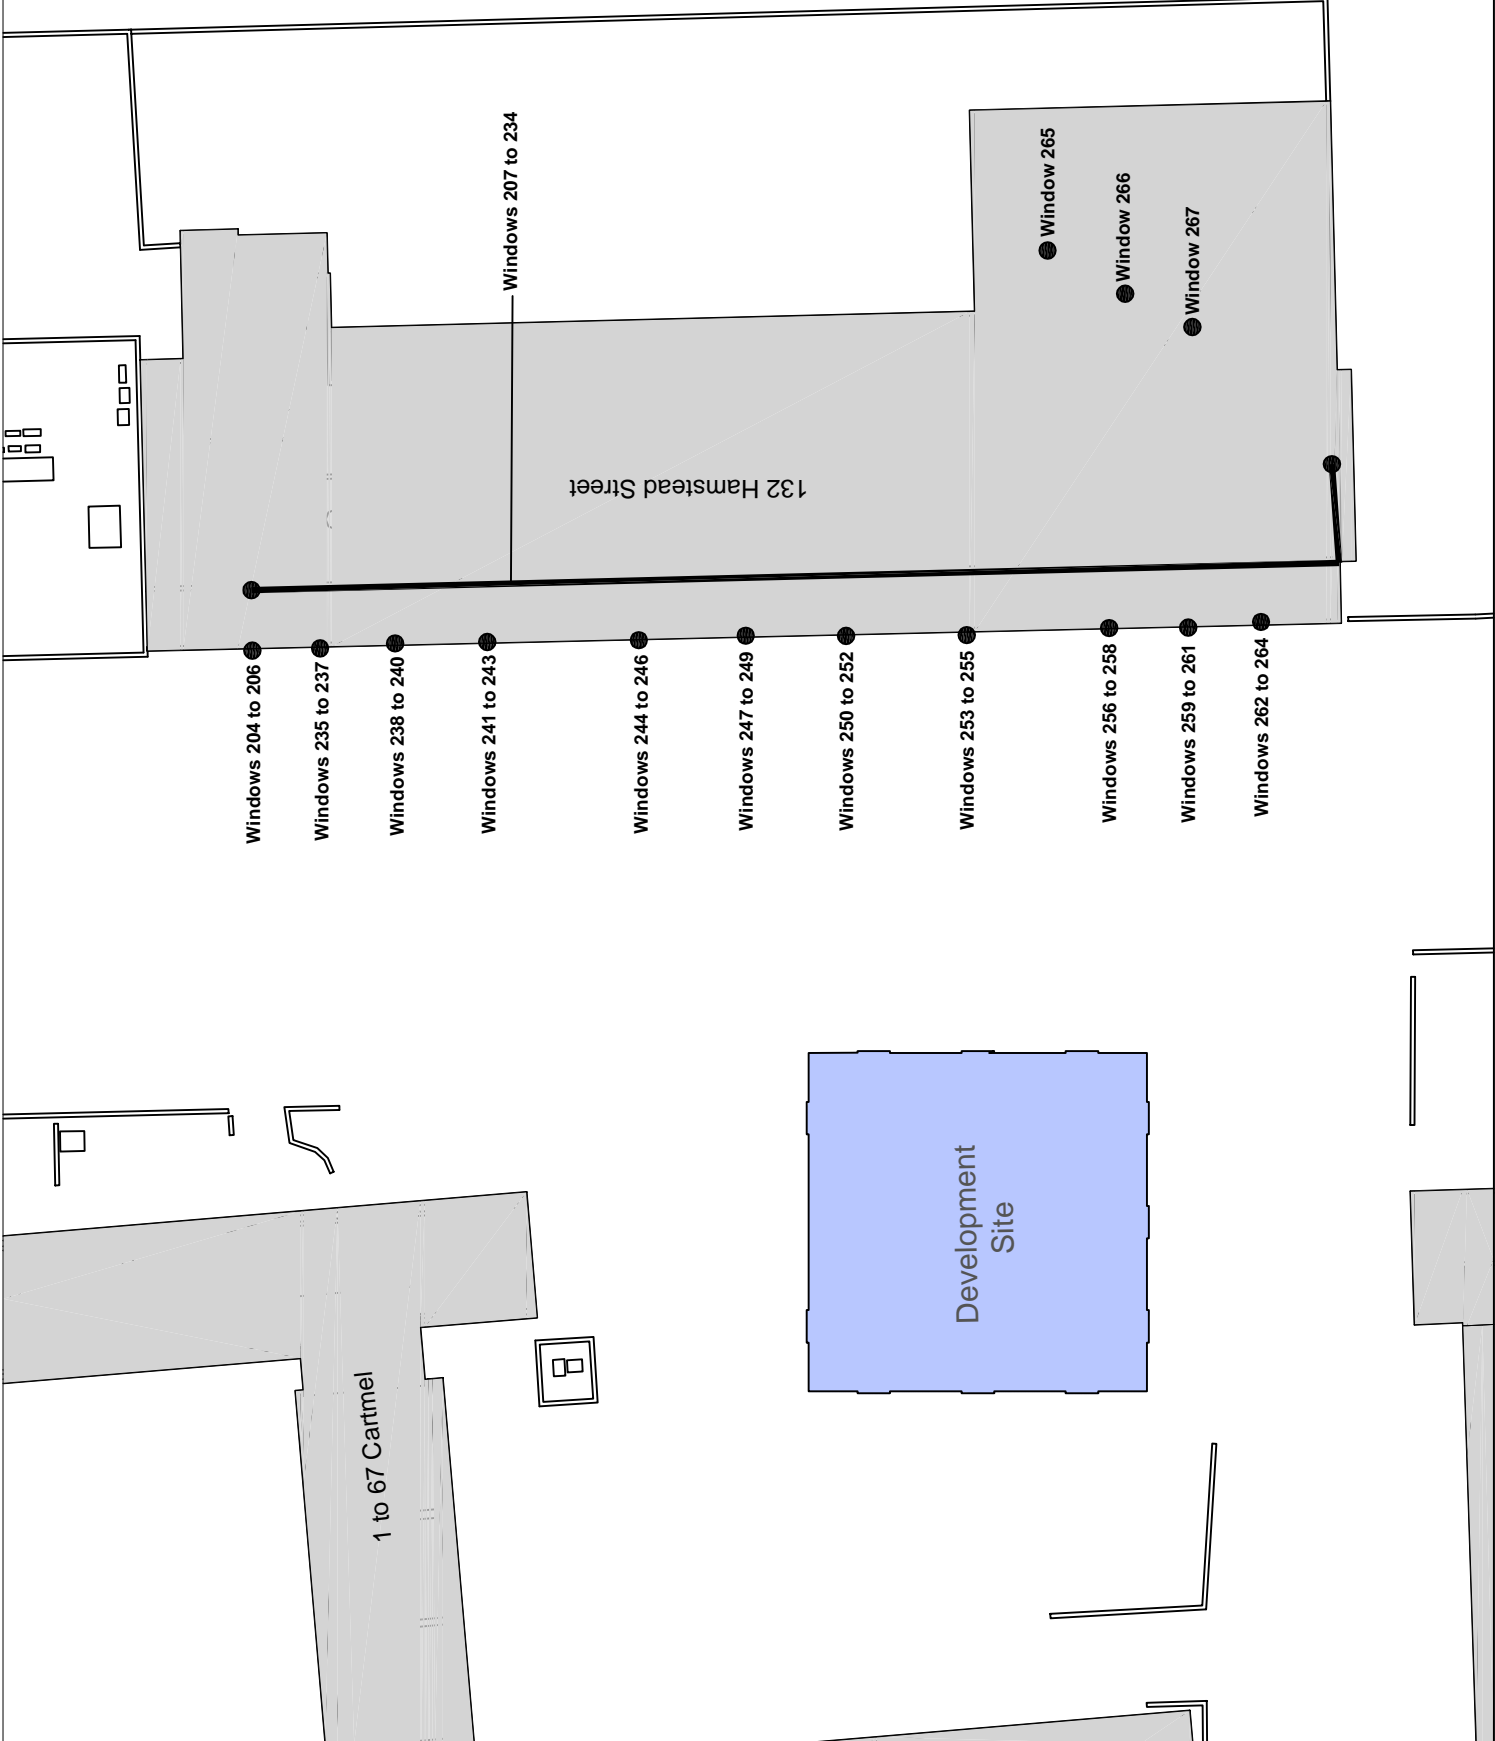 Windows 207 to 234
Window 265
Window 266
Window 267
132 Hamstead Street
Windows 204 to 206
Windows 235 to 237
Windows 238 to 240
Windows 241 to 243
Windows 244 to 246
Windows 247 to 249
Windows 250 to 252
Windows 253 to 255
Windows 256 to 258
Windows 259 to 261
Windows 262 to 264
Development
Site
1 to 67 Cartmel